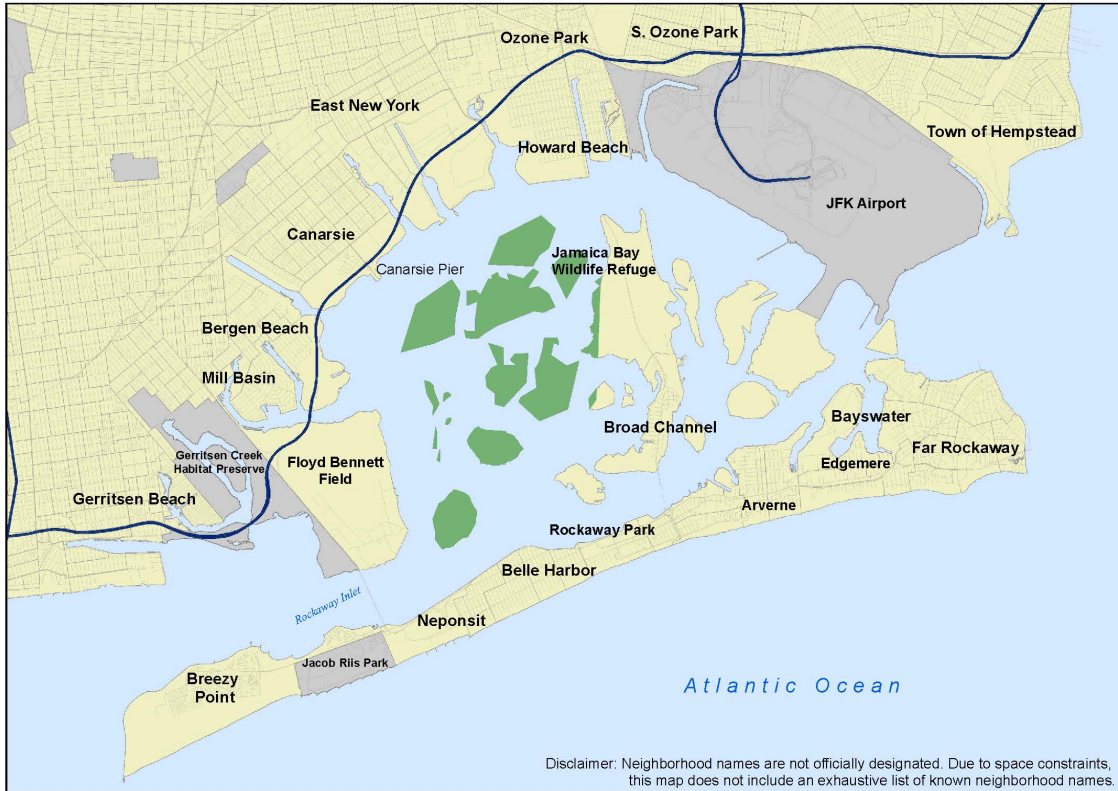 S. Ozone Park
Ozone Park
East New York
Town of Hempstead
Howard Beach
JFK Airport
Canarsie
Jamaica Bay
Wildlife Refuge
Canarsie Pier
Bergen Beach
Mill Basin
Bayswater
Broad Channel
Far Rockaway
Gerritsen Creek
Habitat Preserve
Floyd Bennett
Field
Edgemere
Gerritsen Beach
Arverne
Rockaway Park
Belle Harbor
Rockaway Inlet
Neponsit
Jacob Riis Park
Breezy
Point
Atlantic Ocean
Disclaimer: Neighborhood names are not officially designated. Due to space constraints,
this map does not include an exhaustive list of known neighborhood names.